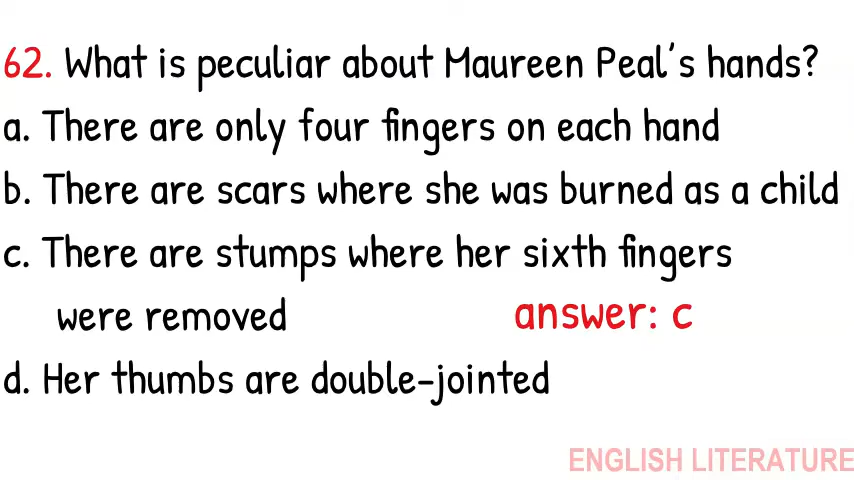 62. What is peculiar about Maureen Peal's hands?
a. There are only four fingers on each hand
b. There are scars where she was burned as a child
c. There are stumps where her sixth fingers
were removed
answer: c
d. Her thumbs are double-jointed
ENGLISH LITERATURE